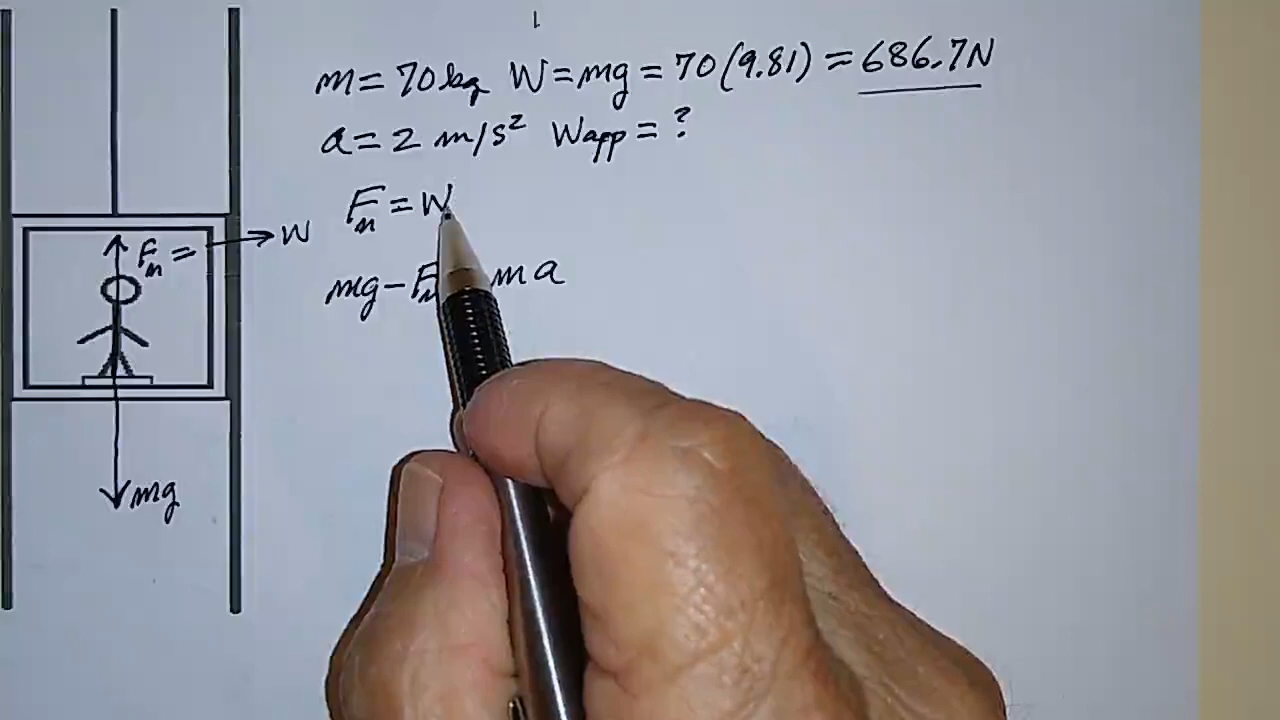 m = 70 kg W = mg = 70 (9.81) = 686.7N
a = 2 m/s² Wapp = ?
Fn = W
Fn = → W
mg - Fn ma
mg